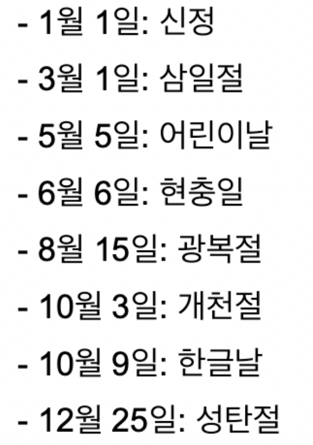 - 1월 1일: 신정
- 3월 1일: 삼일절
- 5월 5일: 어린이날
- 6월 6일: 현충일
- 8월 15일: 광복절
- 10월 3일: 개천절
- 10월 9일: 한글날
- 12월 25일: 성탄절